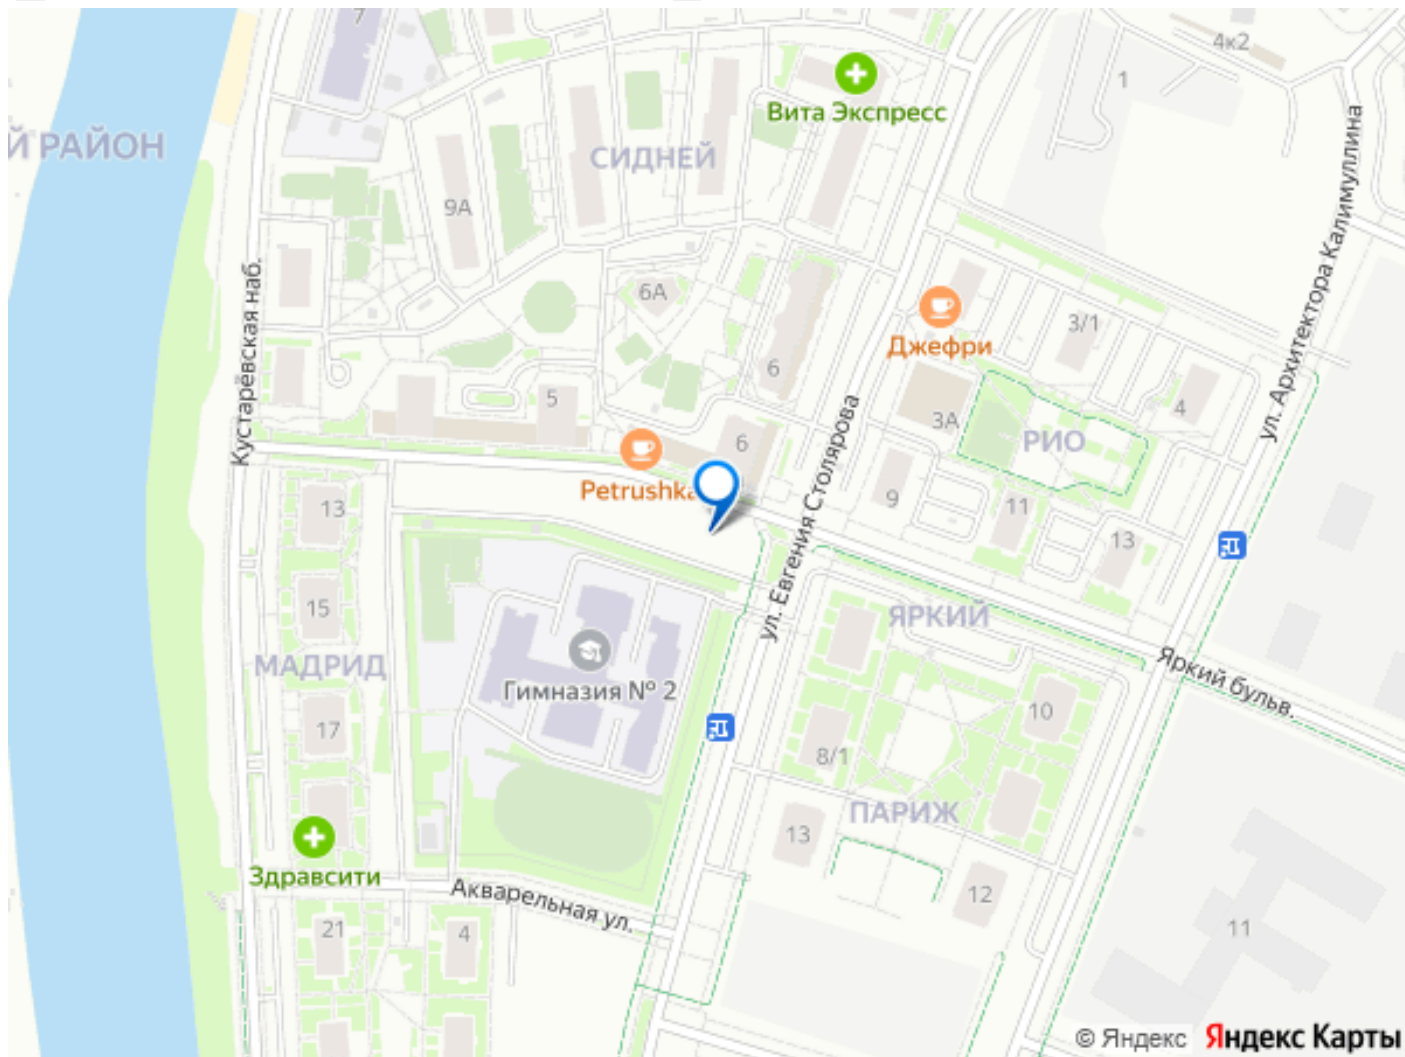 7
4к2
1
Вита Экспресс
Й РАЙОН
СИДНЕЙ
ул. Архитектора Калимуллина
9А
Кустарёвская наб.
6А
3/1
Джефри
6
5
4
3А
РИО
6
ул. Евгения Столярова
Petrushka
9
11
13
13
15
ЯРКИЙ
МАДРИД
Гимназия № 2
Яркий бульв.
17
10
8/1
ПАРИЖ
13
Здравсити
Акварельная ул.
12
21
4
11
© Яндекс
Яндекс Карты